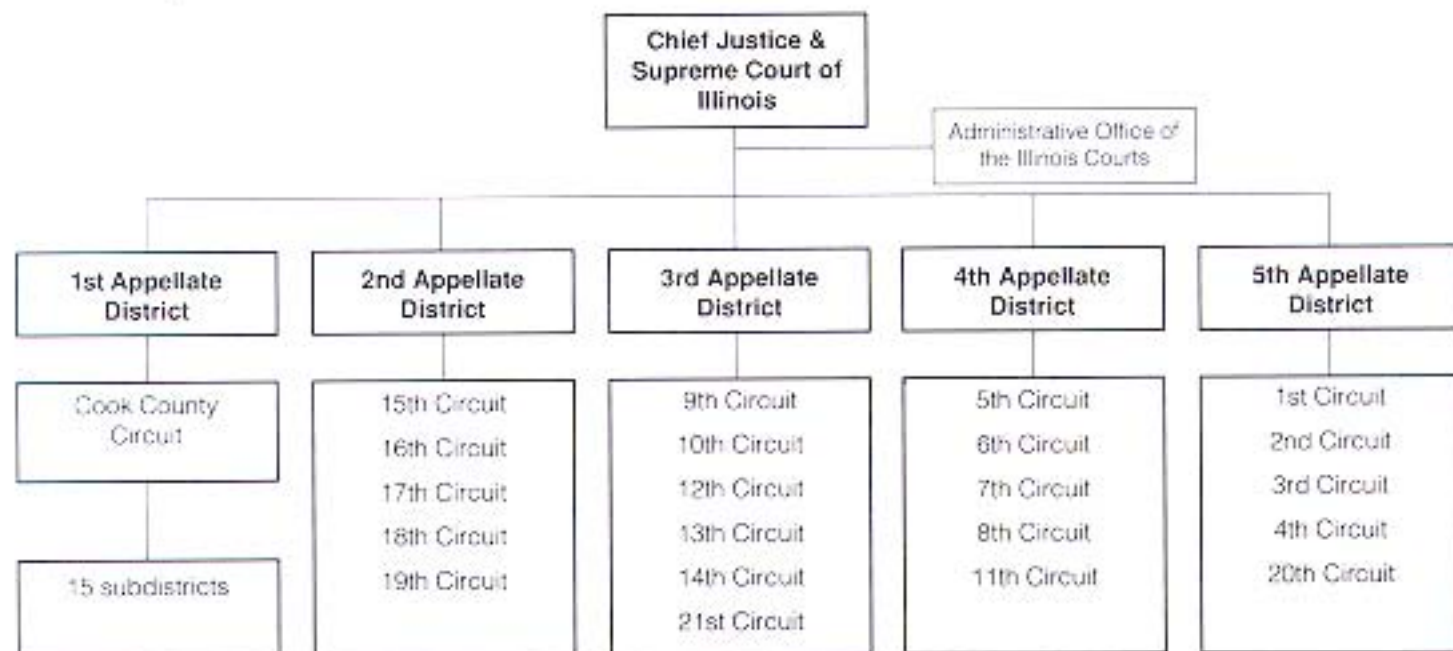 Chief Justice &
Supreme Court of
Illinois
Administrative Office of
the Illinois Courts
1st Appellate
District
2nd Appellate
District
3rd Appellate
District
4th Appellate
District
5th Appellate
District
Cook County
Circuit
15 subdistricts
15th Circuit
16th Circuit
17th Circuit
18th Circuit
19th Circuit
9th Circuit
10th Circuit
12th Circuit
13th Circuit
14th Circuit
21st Circuit
5th Circuit
6th Circuit
7th Circuit
8th Circuit
11th Circuit
1st Circuit
2nd Circuit
3rd Circuit
4th Circuit
20th Circuit